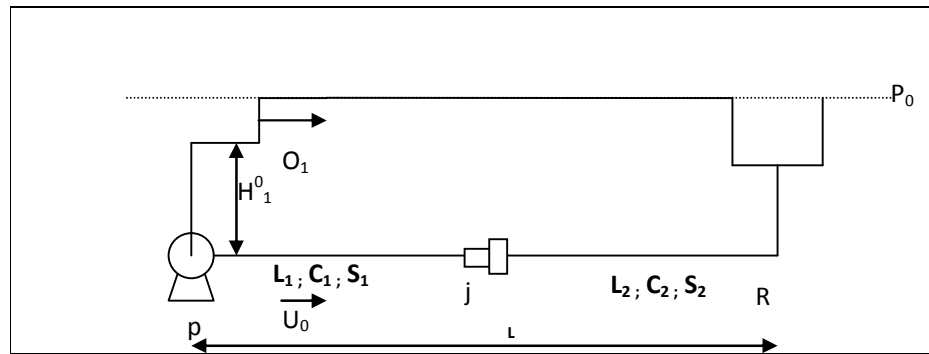 P₀
O₁
H⁰₁
L₁ ; C₁ ; S₁
j
L₂ ; C₂ ; S₂
R
U₀
p
L